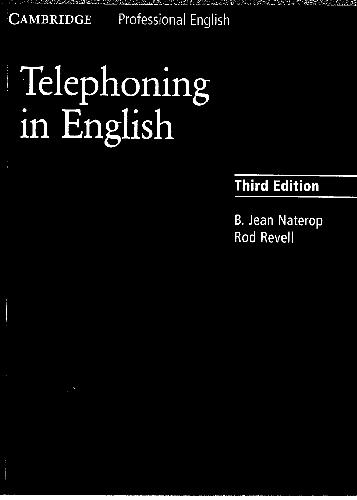 CAMBRIDGE Professional English
Telephoning
in English
Third Edition
B. Jean Naterop
Rod Revell